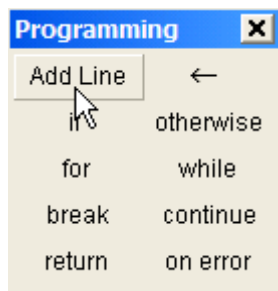 Programming
Add Line ←
if otherwise
for while
break continue
return on error